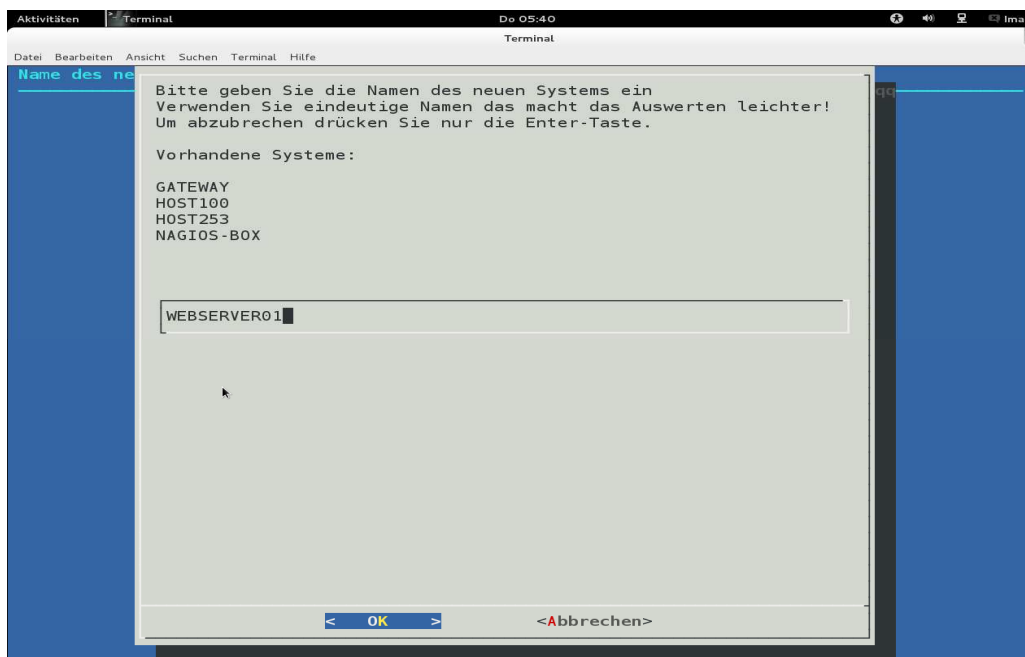 Aktivitäten Terminal Do 05:40 Ima
Terminal
Datei Bearbeiten Ansicht Suchen Terminal Hilfe
Name des ne
qq
Bitte geben Sie die Namen des neuen Systems ein
Verwenden Sie eindeutige Namen das macht das Auswerten leichter!
Um abzubrechen drücken Sie nur die Enter-Taste.
Vorhandene Systeme:
GATEWAY
HOST100
HOST253
NAGIOS-BOX
WEBSERVER01
< OK > <Abbrechen>